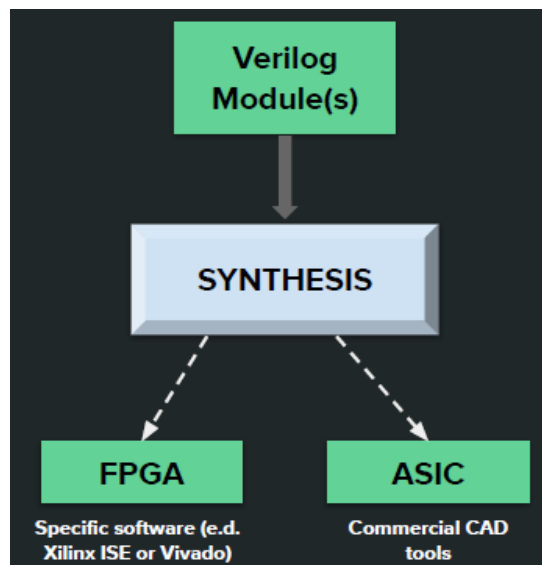 Verilog
Module(s)
SYNTHESIS
FPGA
Specific software (e.d.
Xilinx ISE or Vivado)
ASIC
Commercial CAD
tools